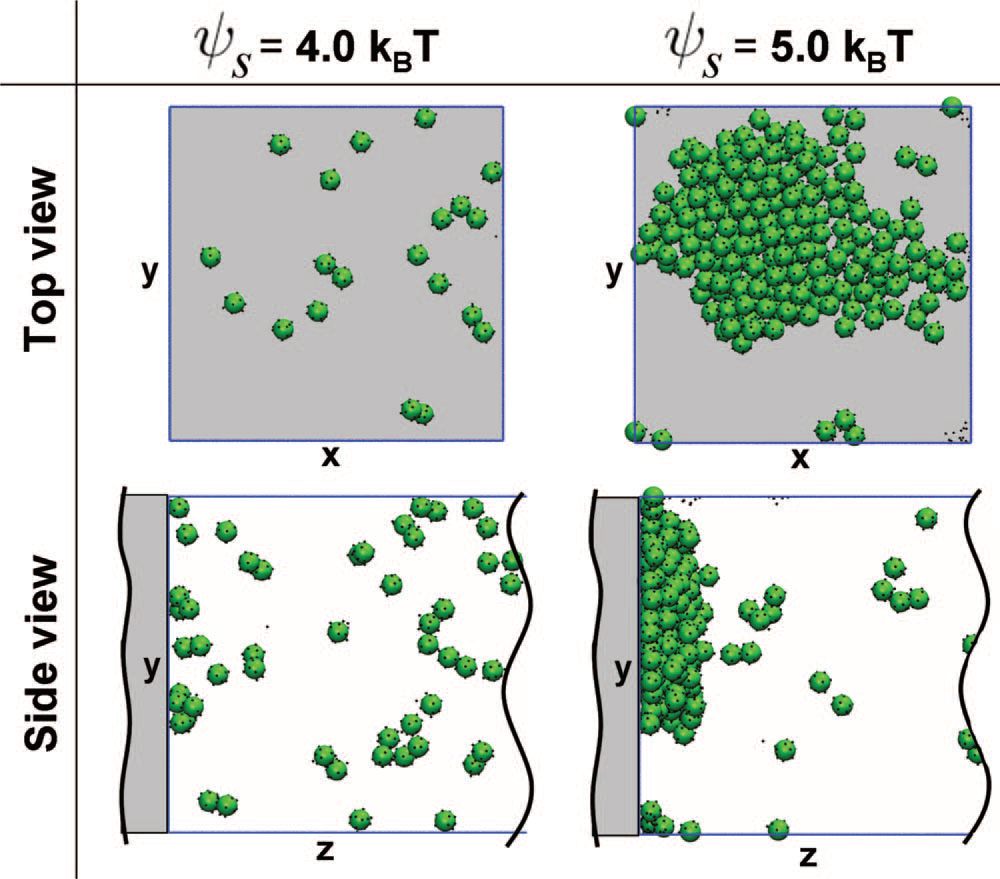 ψs = 4.0 kBT
ψs = 5.0 kBT
Top view
y
x
y
x
Side view
y
z
y
z